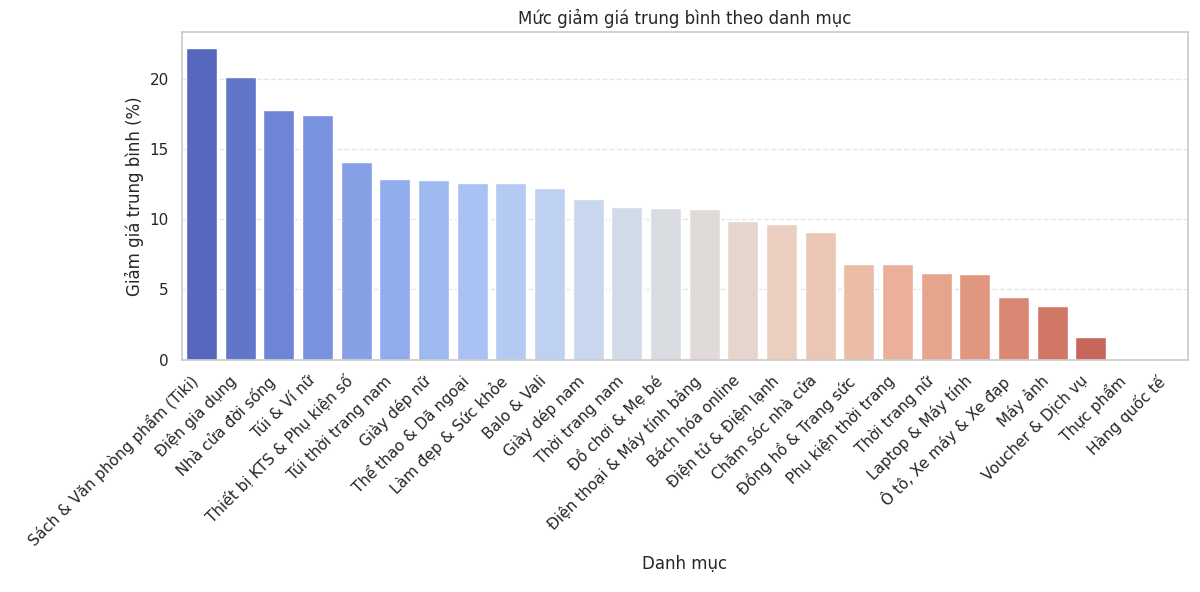 Mức giảm giá trung bình theo danh mục
Giảm giá trung bình (%)
20
15
10
5
0
Sách & Văn phòng phẩm (Tiki)
Điện gia dụng
Nhà cửa đời sống
Túi & Ví nữ
Thiết bị KTS & Phụ kiện số
Túi thời trang nam
Giày dép nữ
Thể thao & Dã ngoại
Làm đẹp & Sức khỏe
Balo & Vali
Giày dép nam
Thời trang nam
Đồ chơi & Mẹ bé
Điện thoại & Máy tính bảng
Bách hóa online
Điện tử & Điện lạnh
Chăm sóc nhà cửa
Đồng hồ & Trang sức
Phụ kiện thời trang
Thời trang nữ
Laptop & Máy tính
Ô tô, Xe máy & Xe đạp
Máy ảnh
Voucher & Dịch vụ
Thực phẩm
Hàng quốc tế
Danh mục